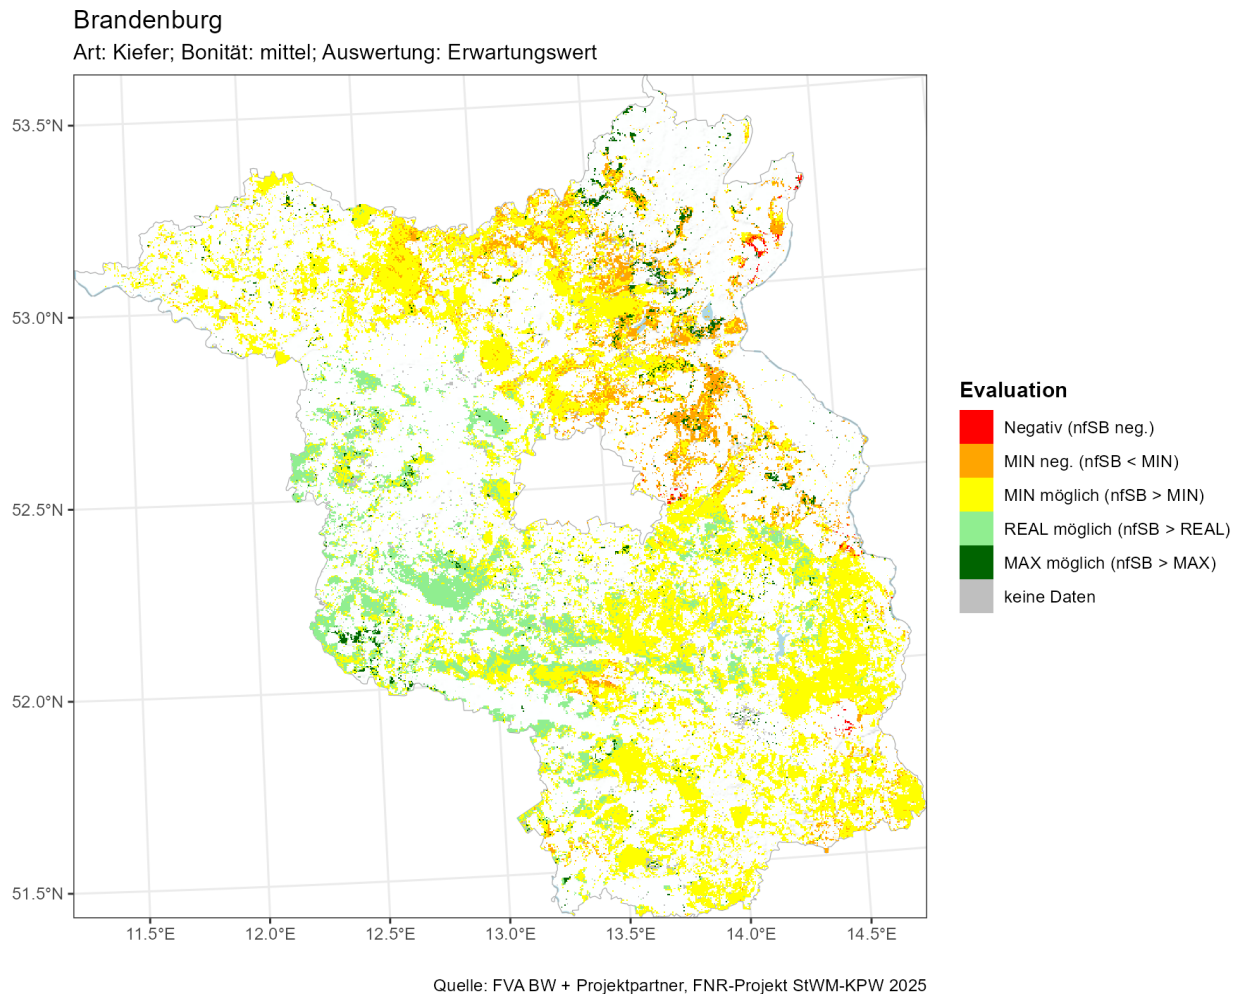 Brandenburg
Art: Kiefer; Bonität: mittel; Auswertung: Erwartungswert
53.5°N
53.0°N
52.5°N
52.0°N
51.5°N
11.5°E 12.0°E 12.5°E 13.0°E 13.5°E 14.0°E 14.5°E
Evaluation
Negativ (nfSB neg.)
MIN neg. (nfSB < MIN)
MIN möglich (nfSB > MIN)
REAL möglich (nfSB > REAL)
MAX möglich (nfSB > MAX)
keine Daten
Quelle: FVA BW + Projektpartner, FNR-Projekt StWM-KPW 2025